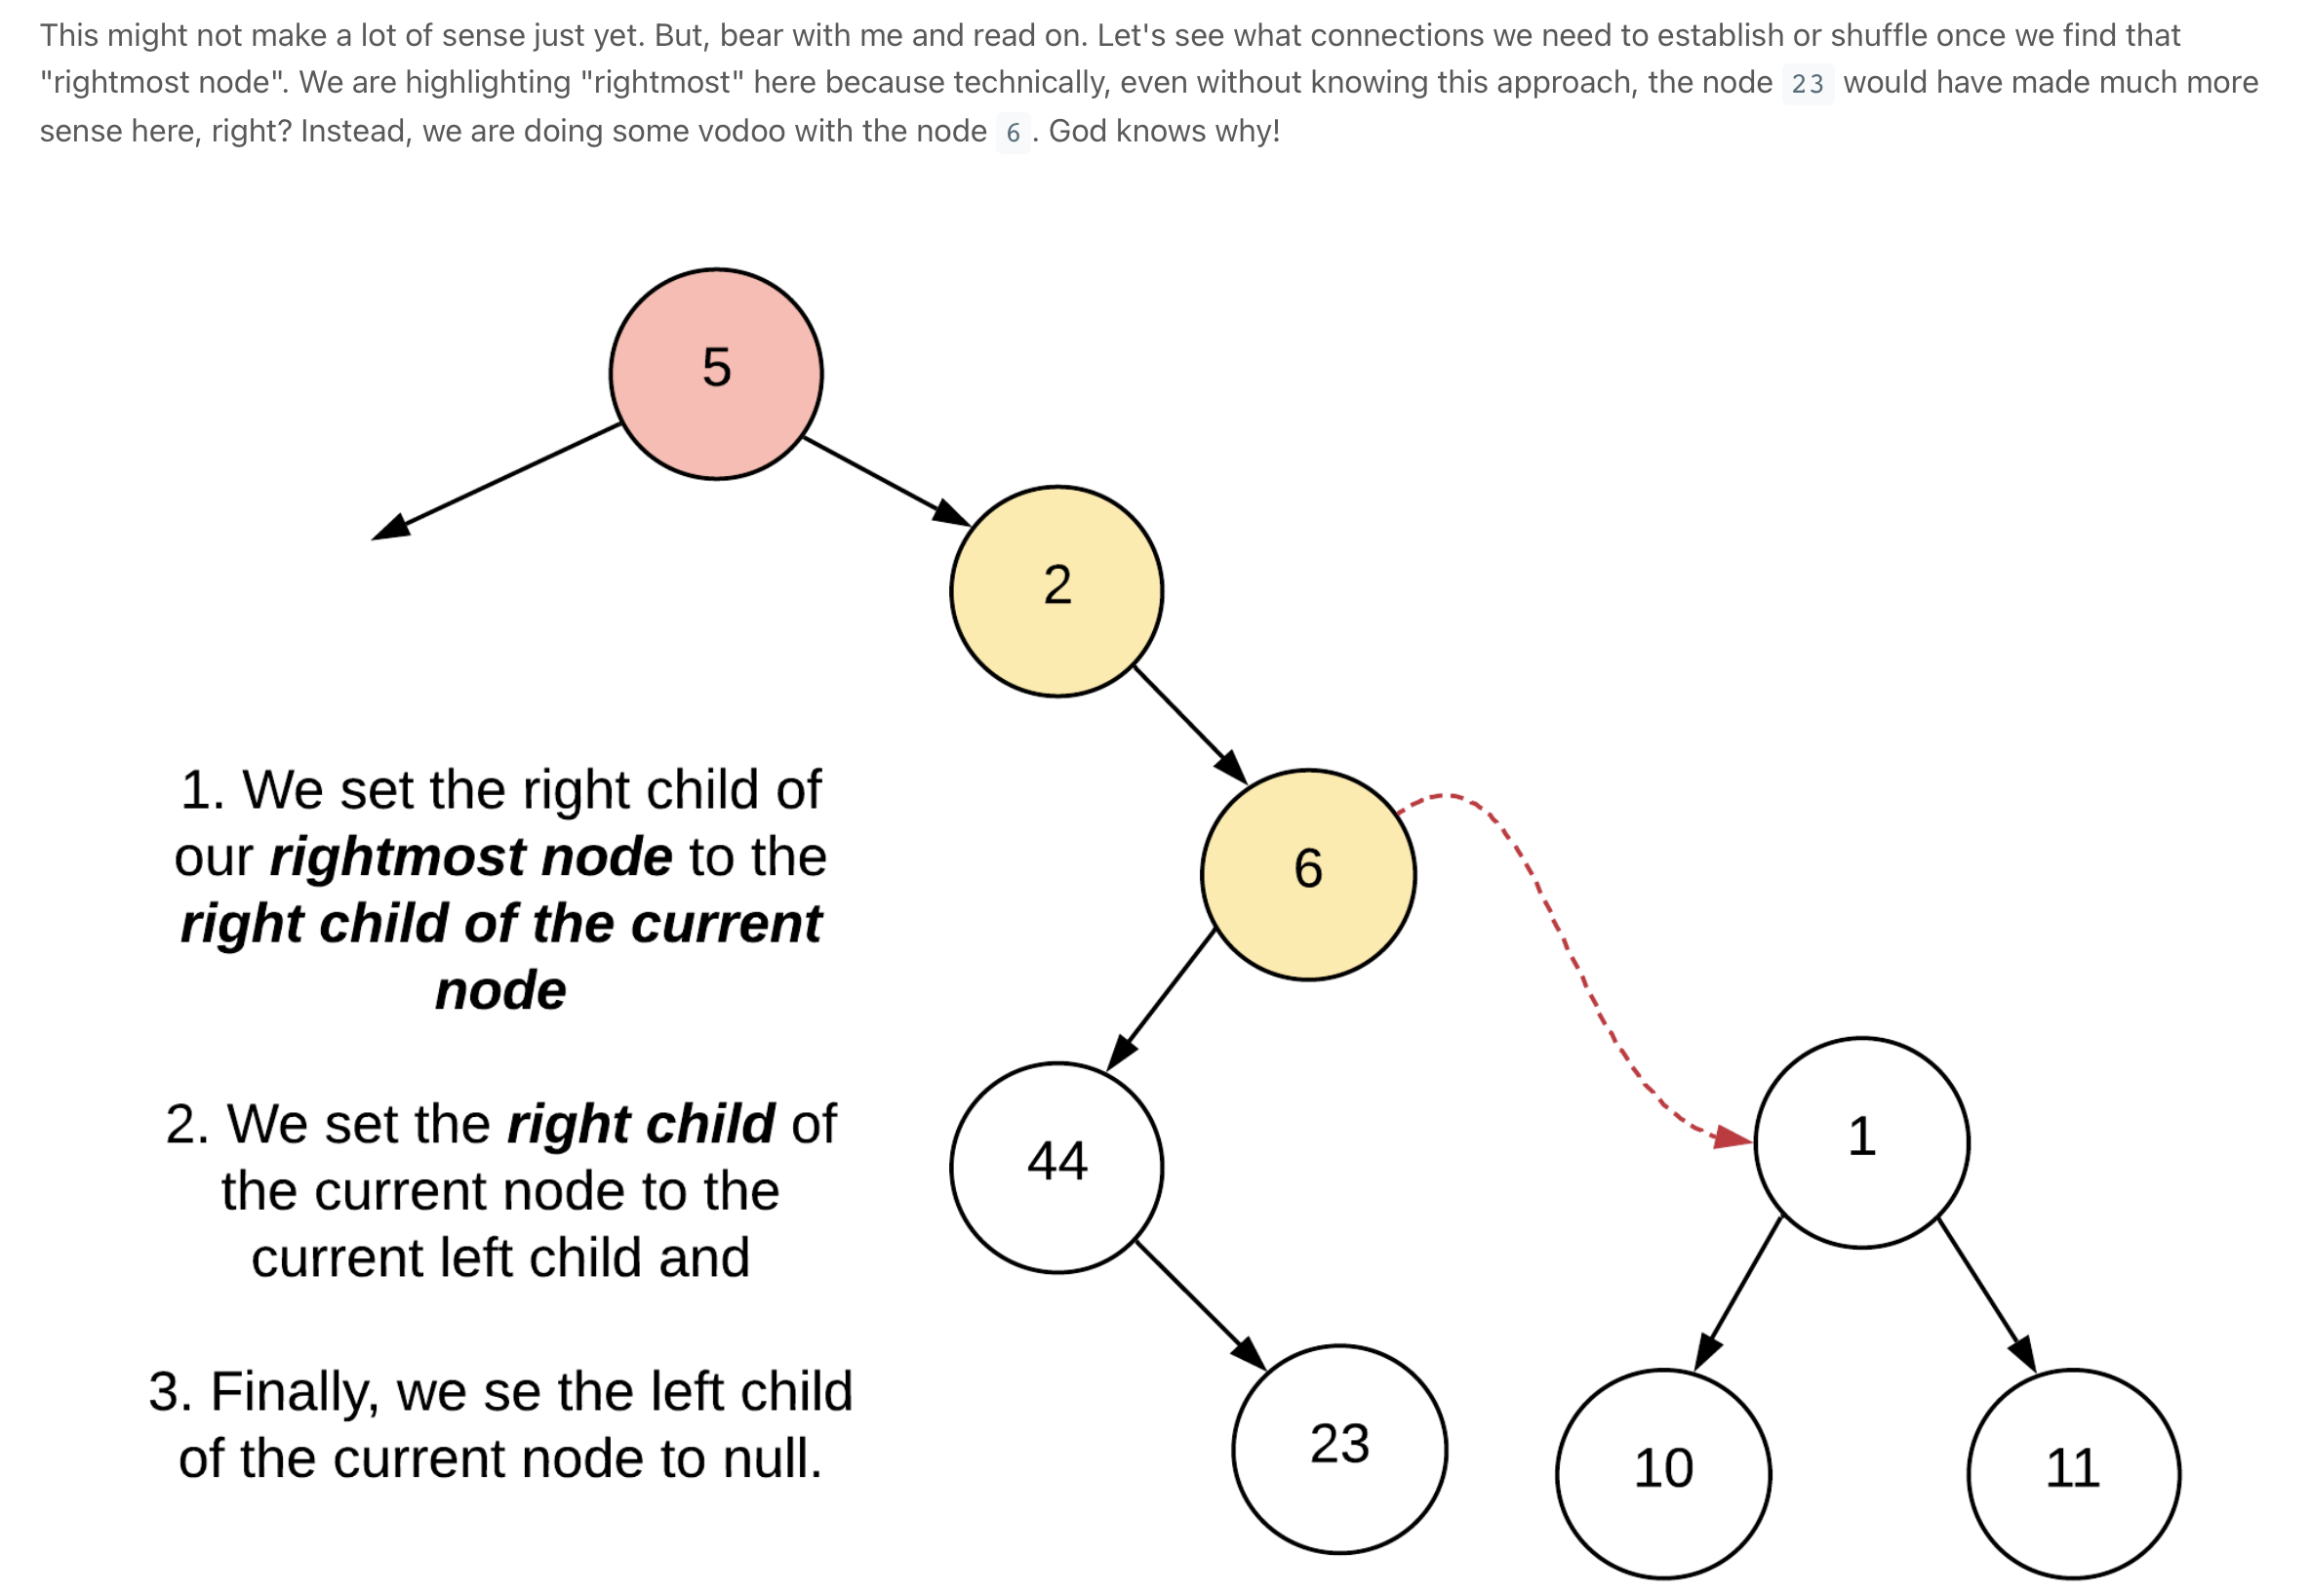 This might not make a lot of sense just yet. But, bear with me and read on. Let's see what connections we need to establish or shuffle once we find that
"rightmost node". We are highlighting "rightmost" here because technically, even without knowing this approach, the node 23 would have made much more
sense here, right? Instead, we are doing some vodoo with the node 6 . God knows why!
5
2
1. We set the right child of
our rightmost node to the
right child of the current
node
6
2. We set the right child of
the current node to the
current left child and
44
1
3. Finally, we se the left child
of the current node to null.
23
10
11